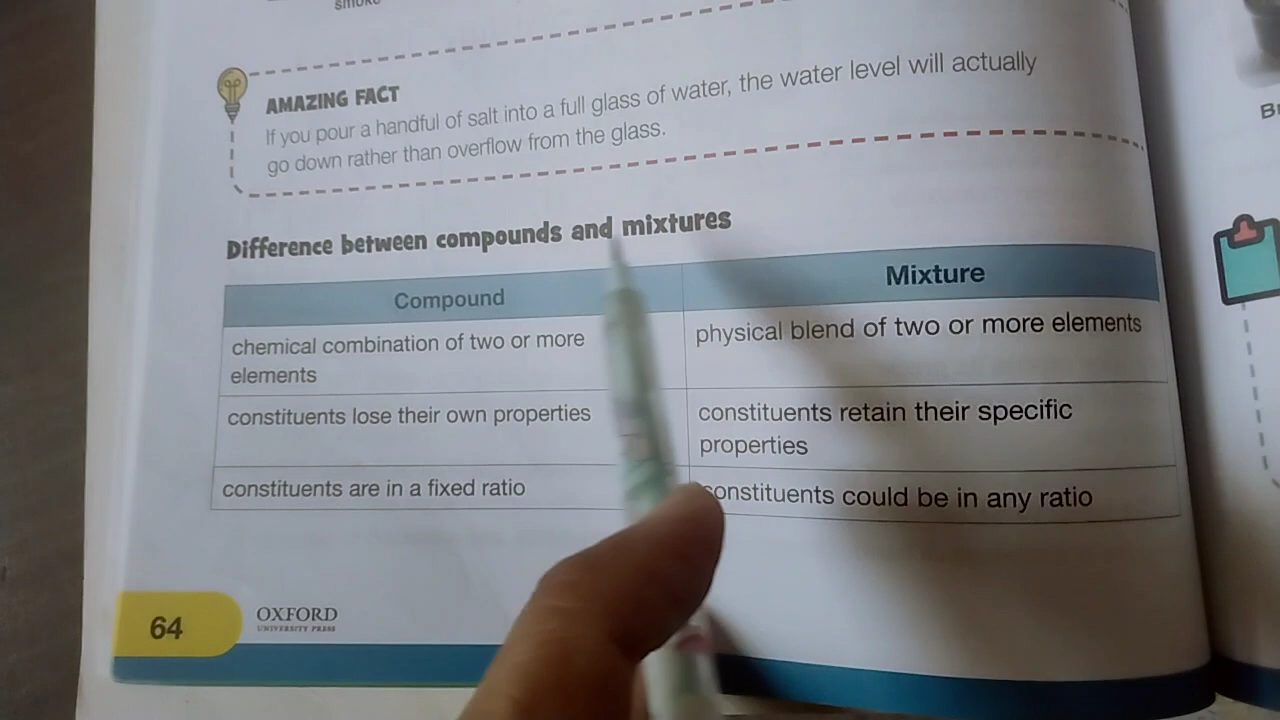 smoke
AMAZING FACT
If you pour a handful of salt into a full glass of water, the water level will actually
go down rather than overflow from the glass.
Difference between compounds and mixtures
Compound
Mixture
chemical combination of two or more
elements
physical blend of two or more elements
constituents lose their own properties
constituents retain their specific
properties
constituents are in a fixed ratio
constituents could be in any ratio
64
OXFORD
UNIVERSITY PRESS